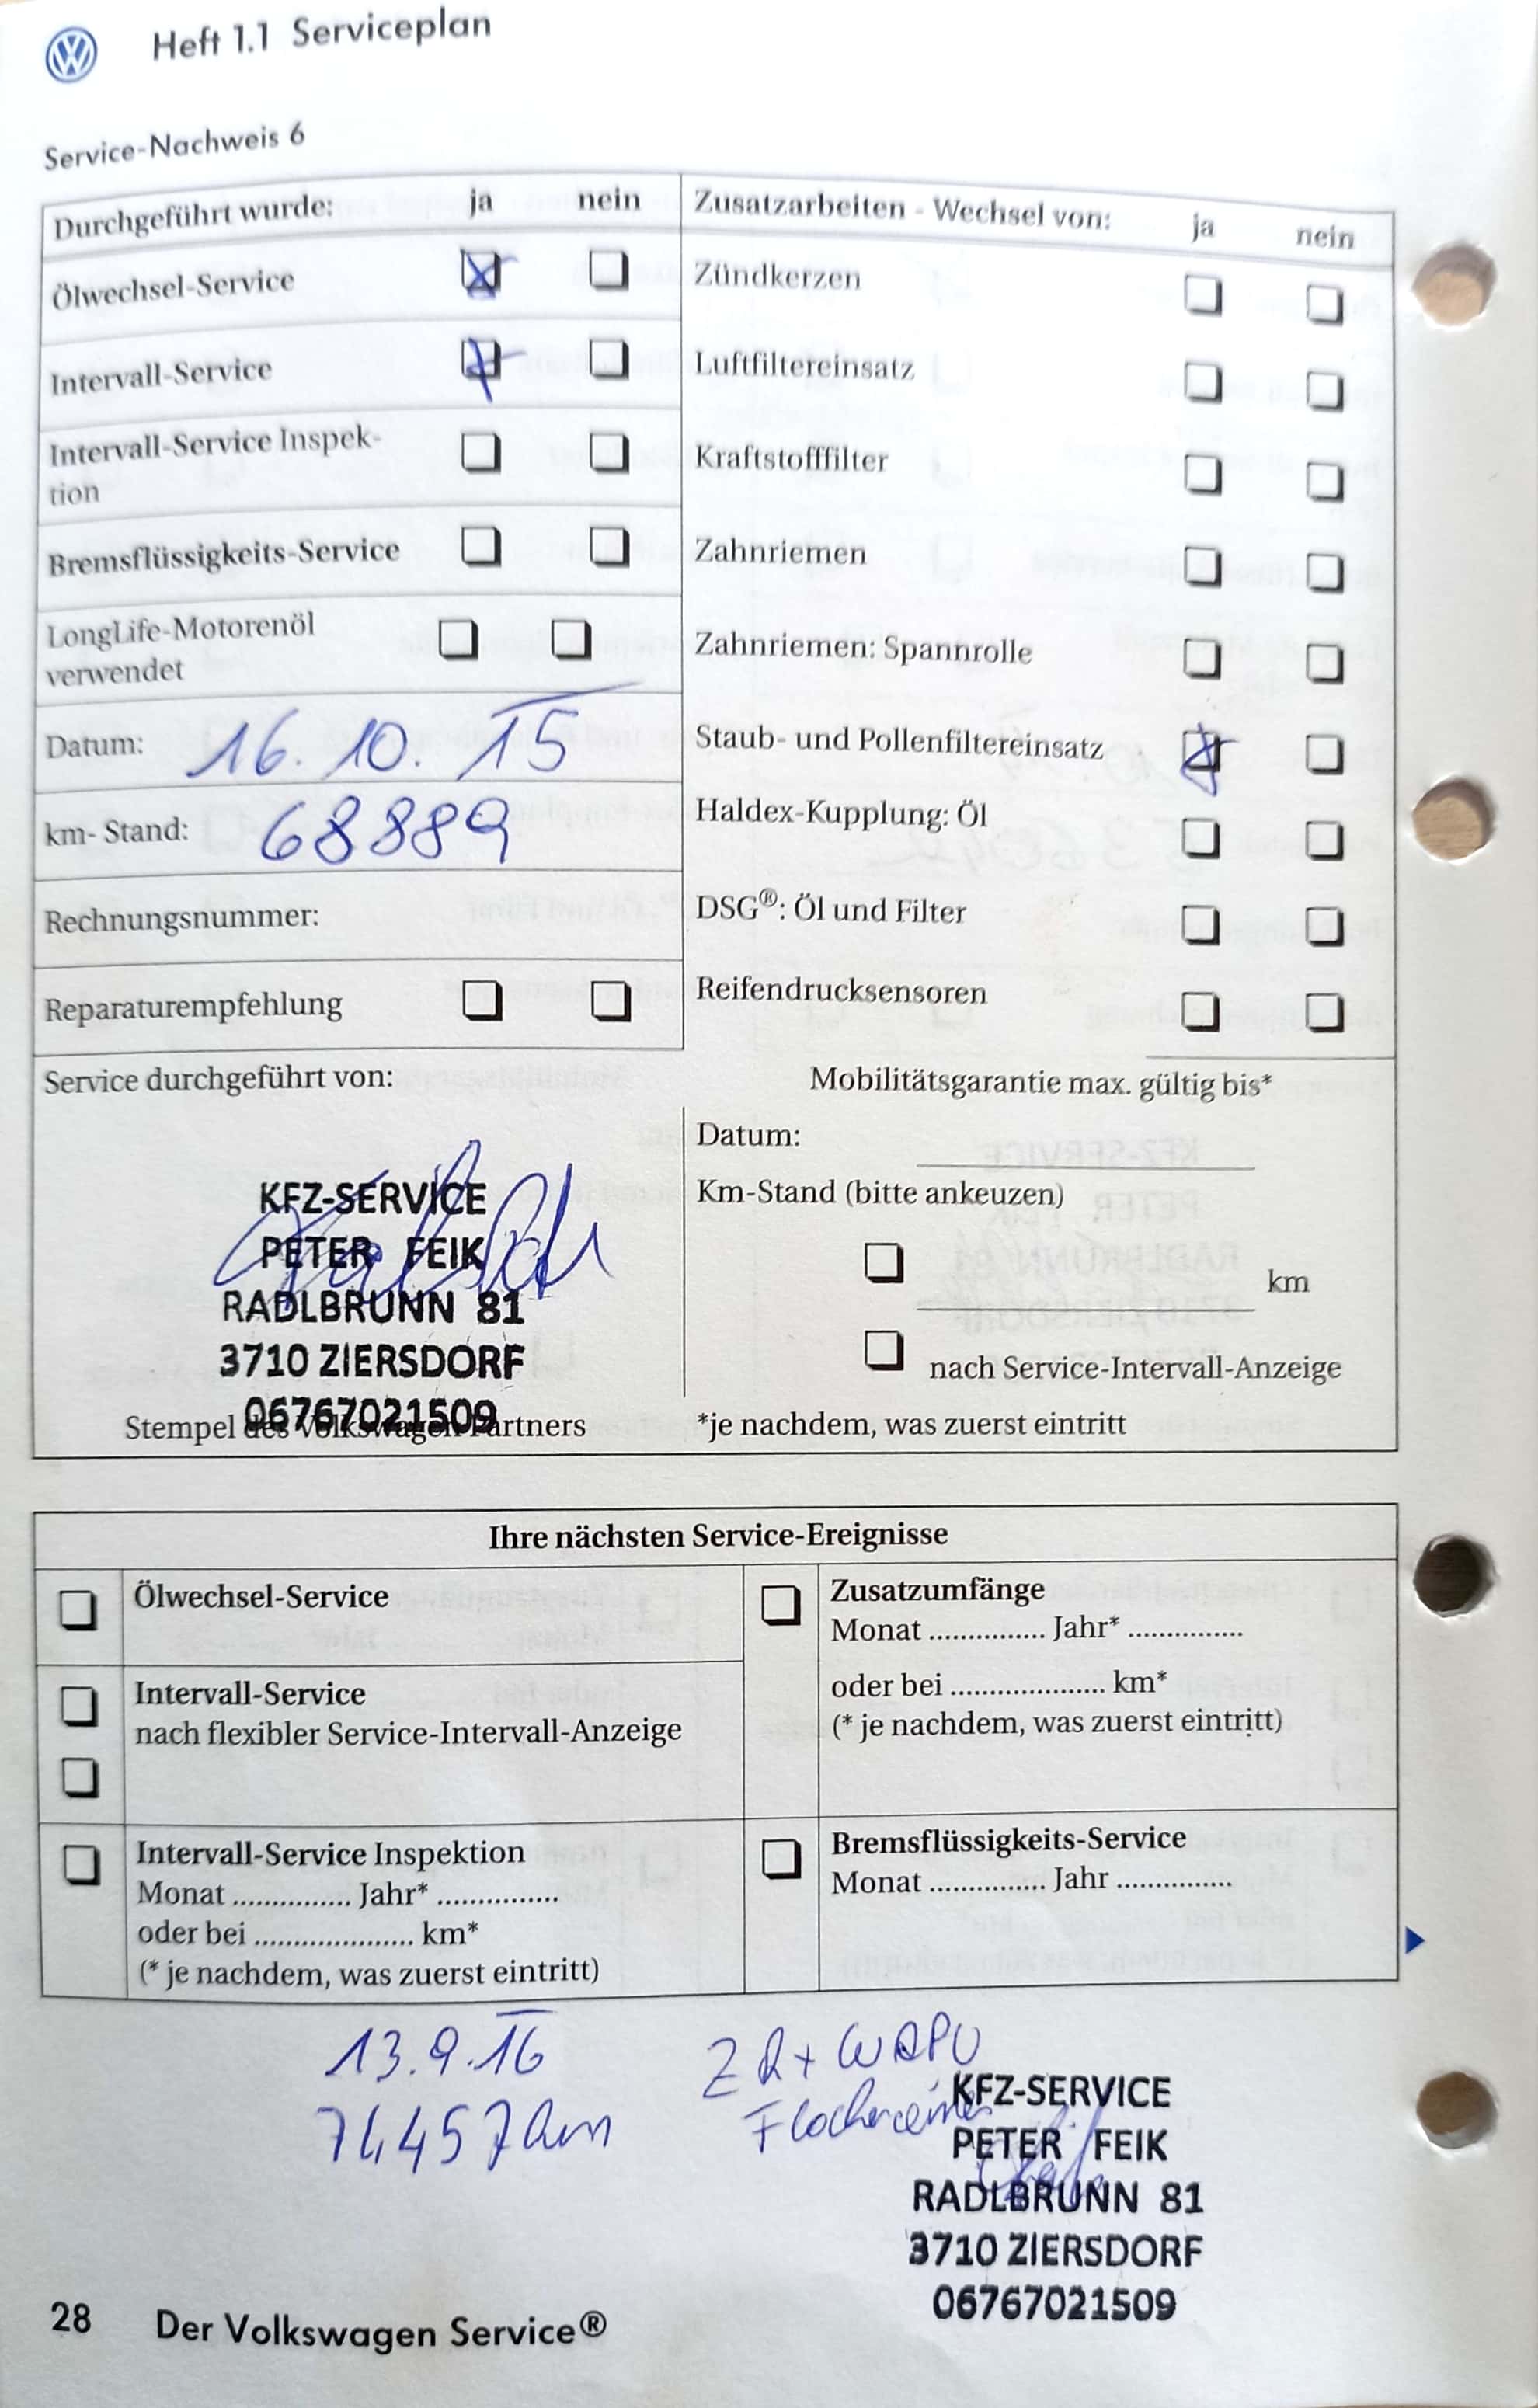 Heft 1.1 Serviceplan
Service-Nachweis 6
Durchgeführt wurde: ja nein
Ölwechsel-Service
Intervall-Service
Intervall-Service Inspek-
tion
Bremsflüssigkeits-Service
LongLife-Motorenöl
verwendet
Datum: 16.10.15
km- Stand: 68889
Rechnungsnummer:
Reparaturempfehlung
Zusatzarbeiten - Wechsel von: ja nein
Zündkerzen
Luftfiltereinsatz
Kraftstofffilter
Zahnriemen
Zahnriemen: Spannrolle
Staub- und Pollenfiltereinsatz
Haldex-Kupplung: Öl
DSG®: Öl und Filter
Reifendrucksensoren
Service durchgeführt von:
KFZ-SERVICE
PETER FEIK
RADLBRUNN 81
3710 ZIERSDORF
06767021509
Stempel des Volkswagen Partners
Mobilitätsgarantie max. gültig bis*
Datum:
Km-Stand (bitte ankeuzen)
km
nach Service-Intervall-Anzeige
*je nachdem, was zuerst eintritt
Ihre nächsten Service-Ereignisse
Ölwechsel-Service
Intervall-Service
nach flexibler Service-Intervall-Anzeige
Intervall-Service Inspektion
Monat ............... Jahr* ...............
oder bei .................... km*
(* je nachdem, was zuerst eintritt)
Zusatzumfänge
Monat ............... Jahr* ...............
oder bei .................... km*
(* je nachdem, was zuerst eintritt)
Bremsflüssigkeits-Service
Monat ............... Jahr ...............
13.9.16
74457km
ZR + WAPU
KFZ-SERVICE
PETER FEIK
RADLBRUNN 81
3710 ZIERSDORF
06767021509
28 Der Volkswagen Service®